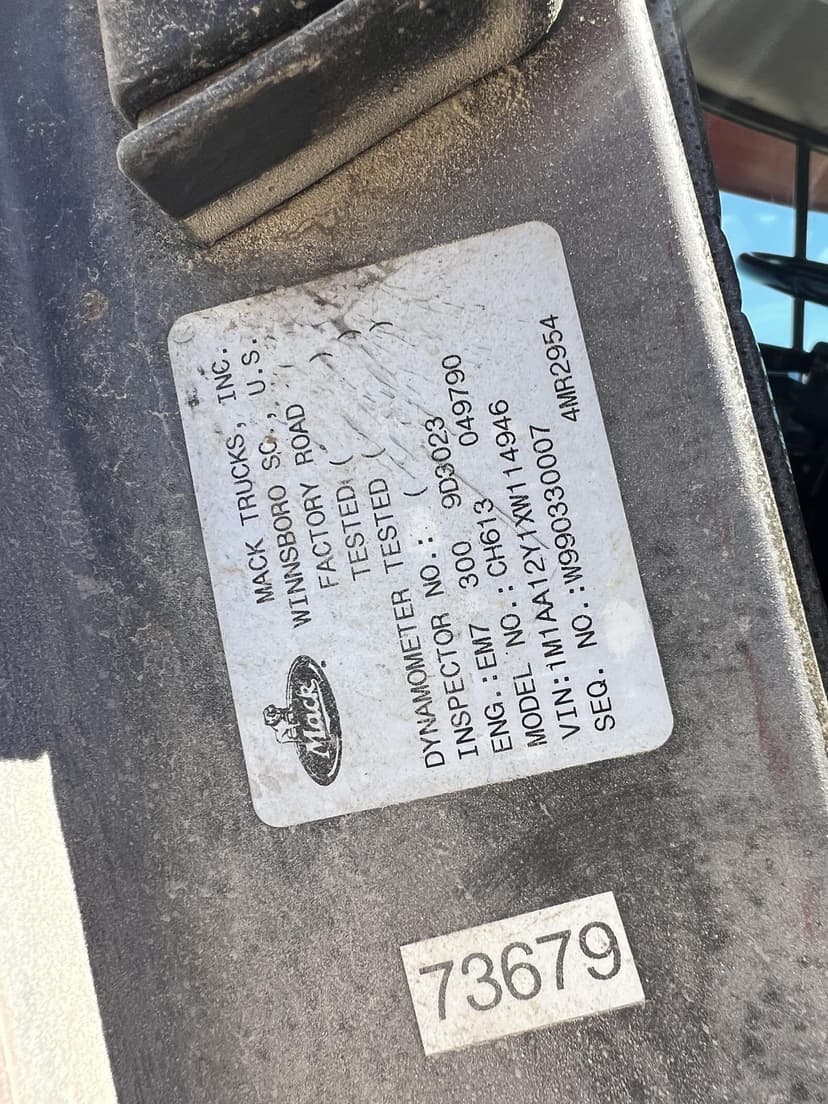 Mack®
MACK TRUCKS, INC.
WINNSBORO SC., U.S.
FACTORY ROAD
TESTED ( )
TESTED ( )
DYNAMOMETER TESTED ( )
INSPECTOR NO.:
ENG.:EM7 300 9D3023
MODEL NO.:CH613 049790
VIN:1M1AA12Y1XW114946
SEQ. NO.:W990330007 4MR2954
73679